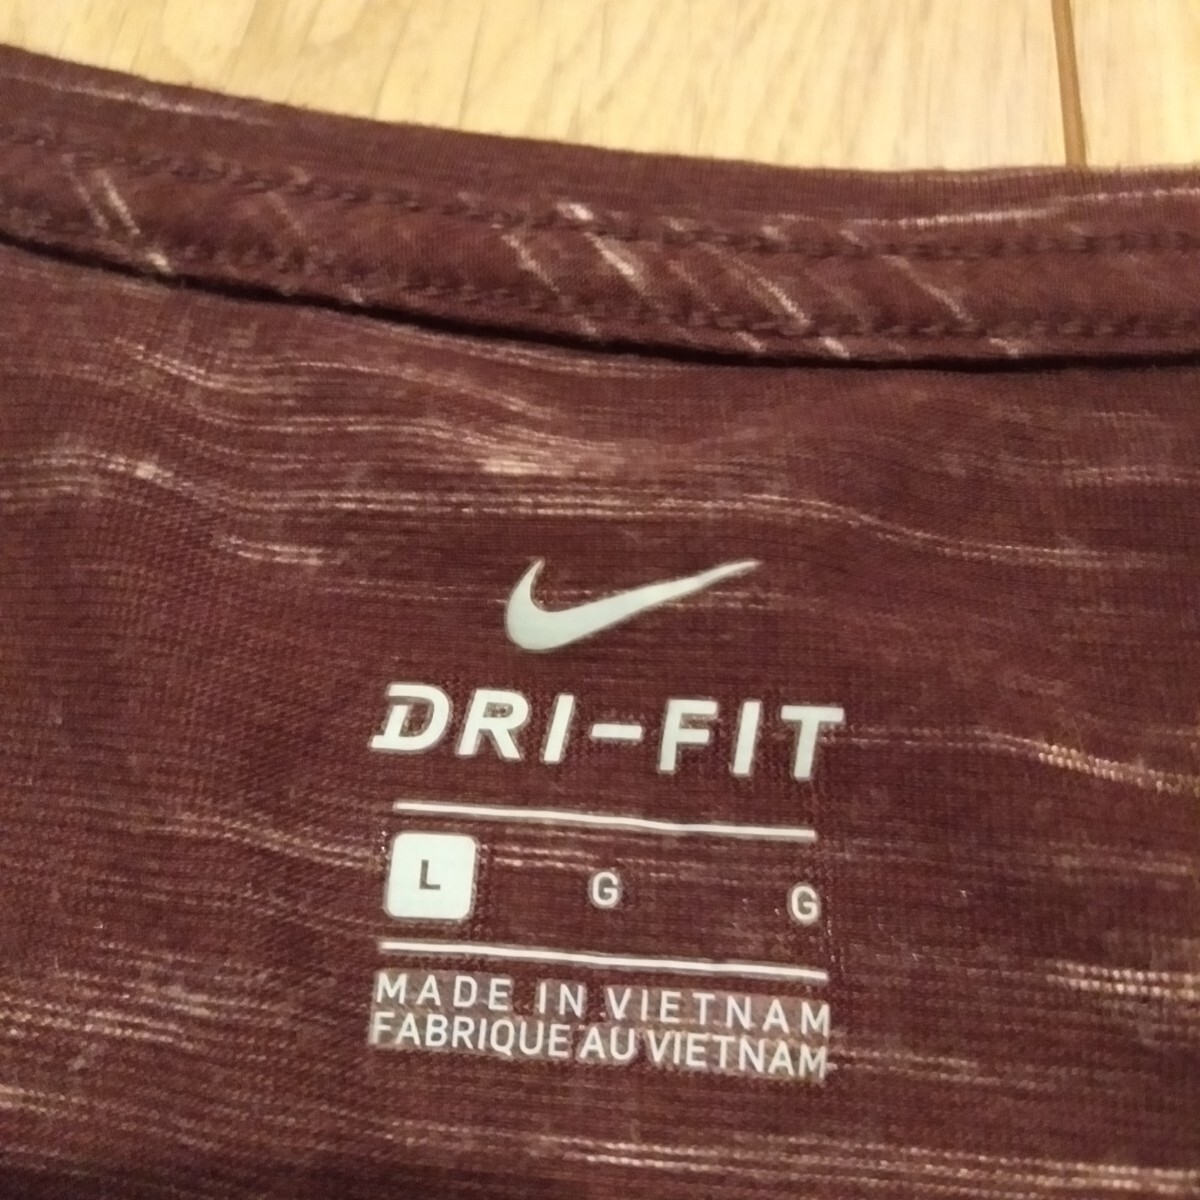 DRI-FIT
L G G
MADE IN VIETNAM
FABRIQUE AU VIETNAM